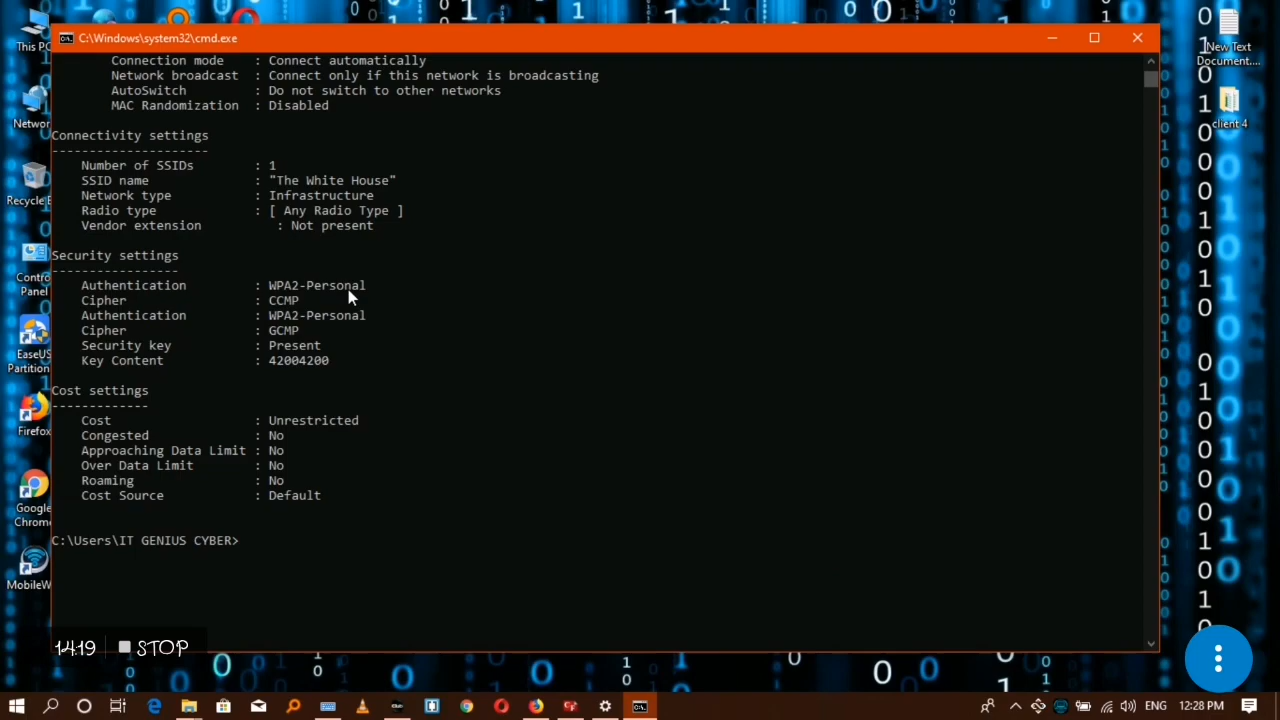 C:\Windows\system32\cmd.exe
Connection mode : Connect automatically
Network broadcast : Connect only if this network is broadcasting
AutoSwitch : Do not switch to other networks
MAC Randomization : Disabled
Connectivity settings
---------------------
Number of SSIDs : 1
SSID name : "The White House"
Network type : Infrastructure
Radio type : [ Any Radio Type ]
Vendor extension : Not present
Security settings
-----------------
Authentication : WPA2-Personal
Cipher : CCMP
Authentication : WPA2-Personal
Cipher : GCMP
Security key : Present
Key Content : 42004200
Cost settings
-------------
Cost : Unrestricted
Congested : No
Approaching Data Limit : No
Over Data Limit : No
Roaming : No
Cost Source : Default
C:\Users\IT GENIUS CYBER>
This PC
Networ
Recycle B
Contro
Panel
EaseUS
Partition
Firefox
Google
Chrome
MobileW
New Text
Document....
client 4
14:19 STOP
ENG 12:28 PM